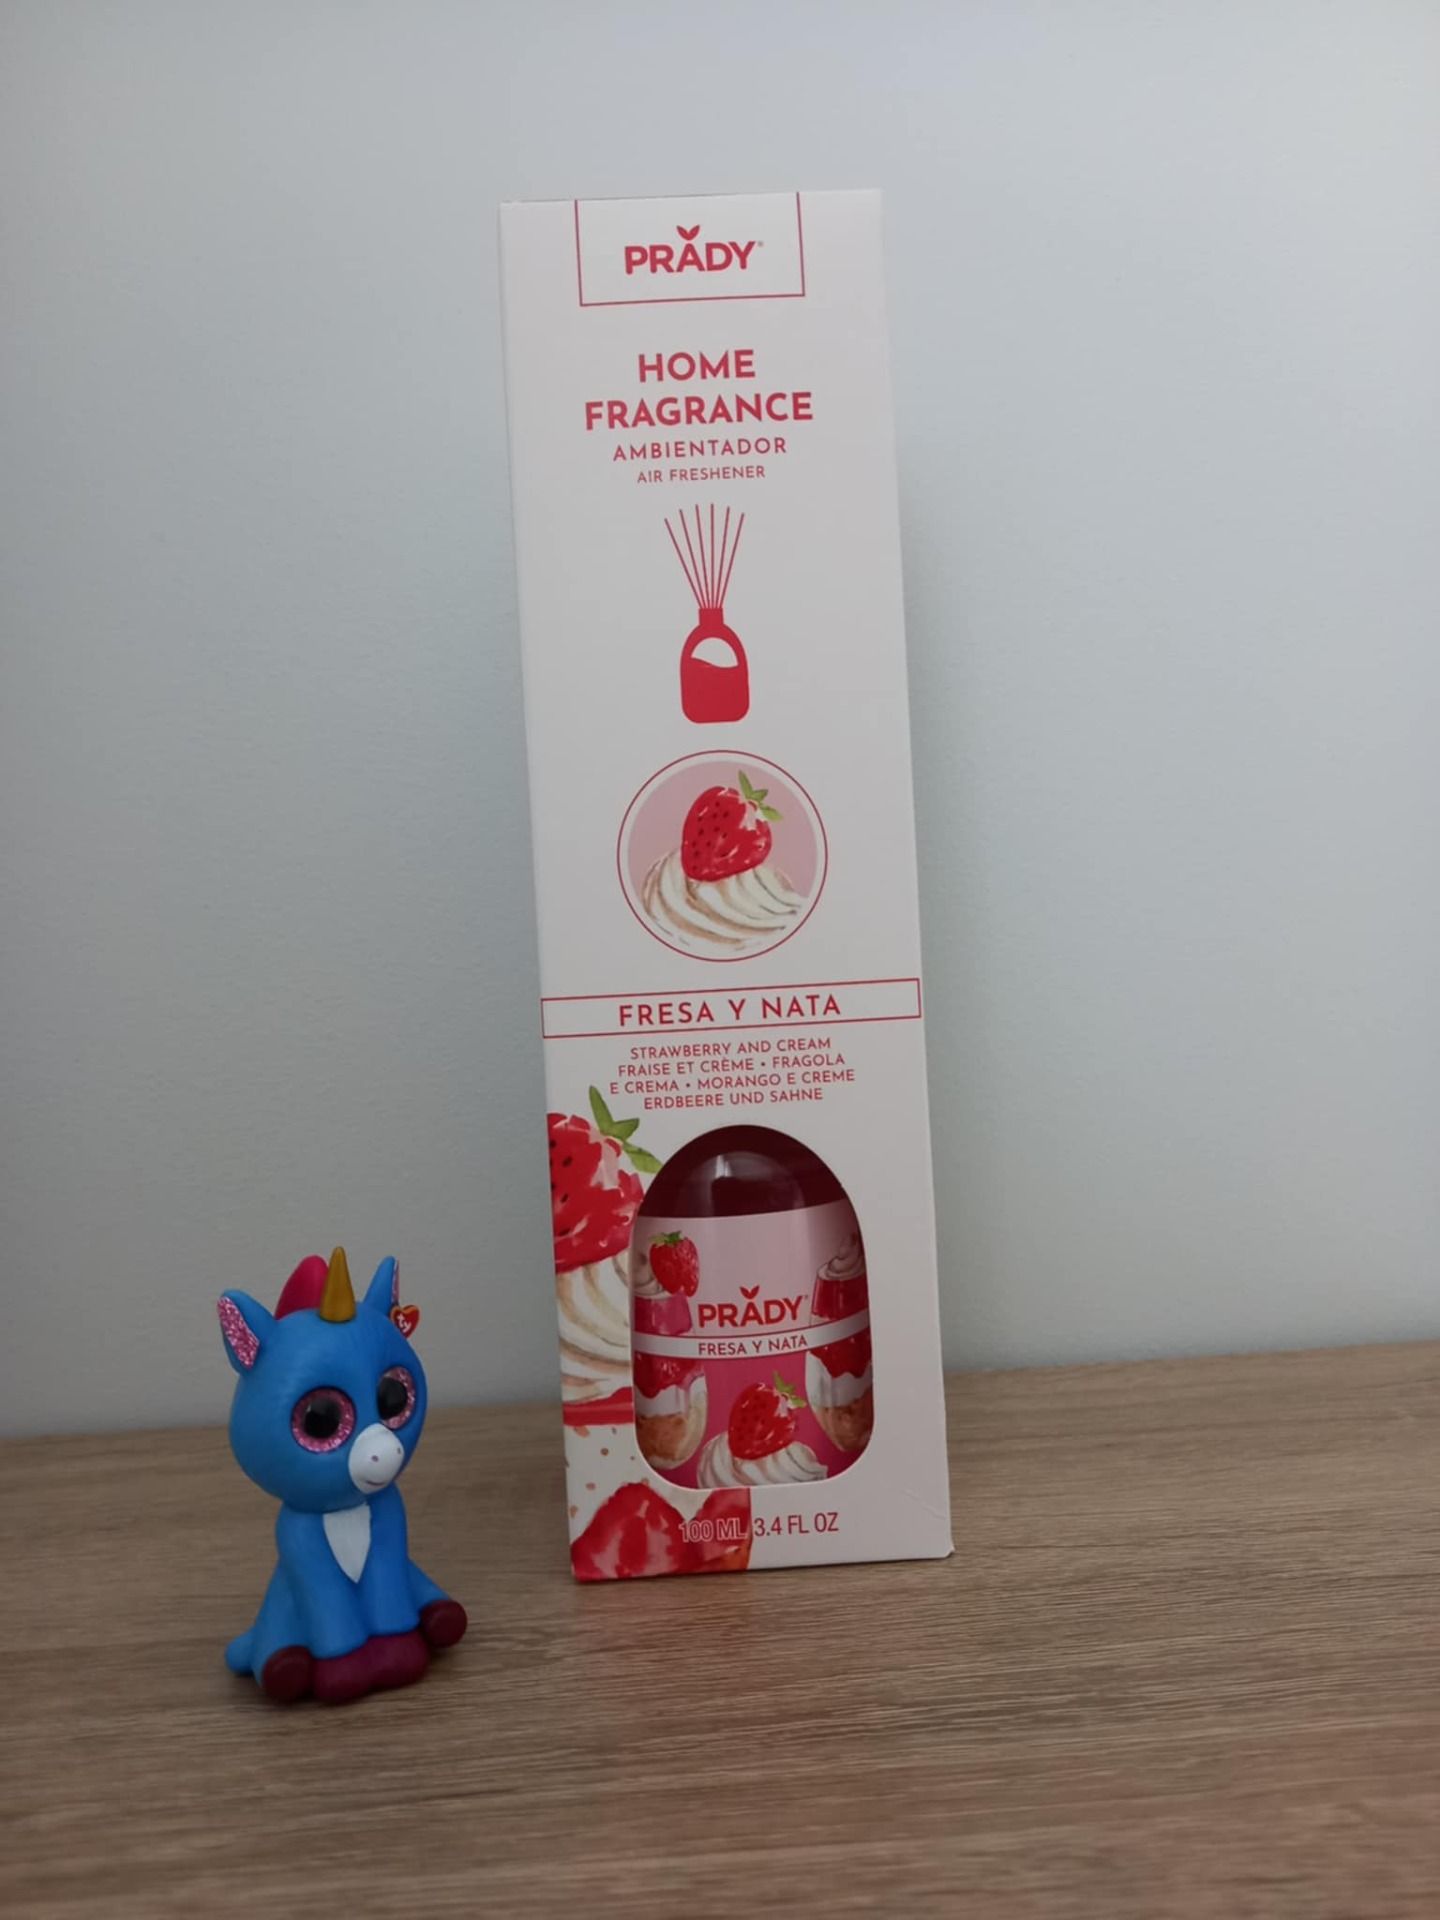 PRADY®
HOME
FRAGRANCE
AMBIENTADOR
AIR FRESHENER
FRESA Y NATA
STRAWBERRY AND CREAM
FRAISE ET CRÈME • FRAGOLA
E CREMA • MORANGO E CREME
ERDBEERE UND SAHNE
PRADY®
FRESA Y NATA
100 ML 3.4 FL OZ
ty